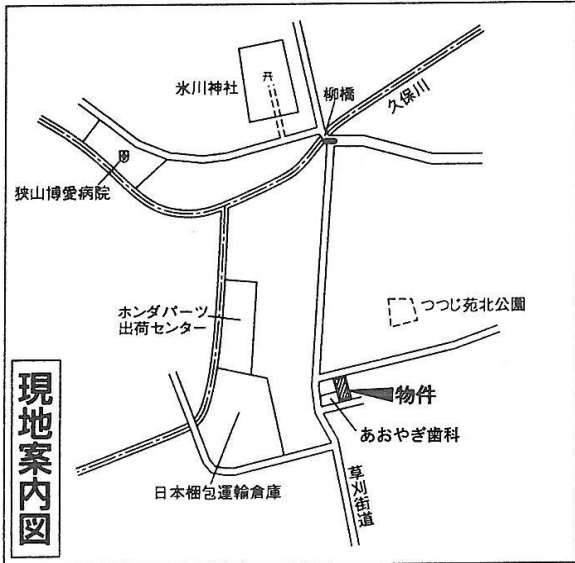 氷川神社
柳橋
久保川
狭山博愛病院
ホンダパーツ
出荷センター
つつじ苑北公園
物件
あおやぎ歯科
日本梱包運輸倉庫
草刈街道
現地案内図